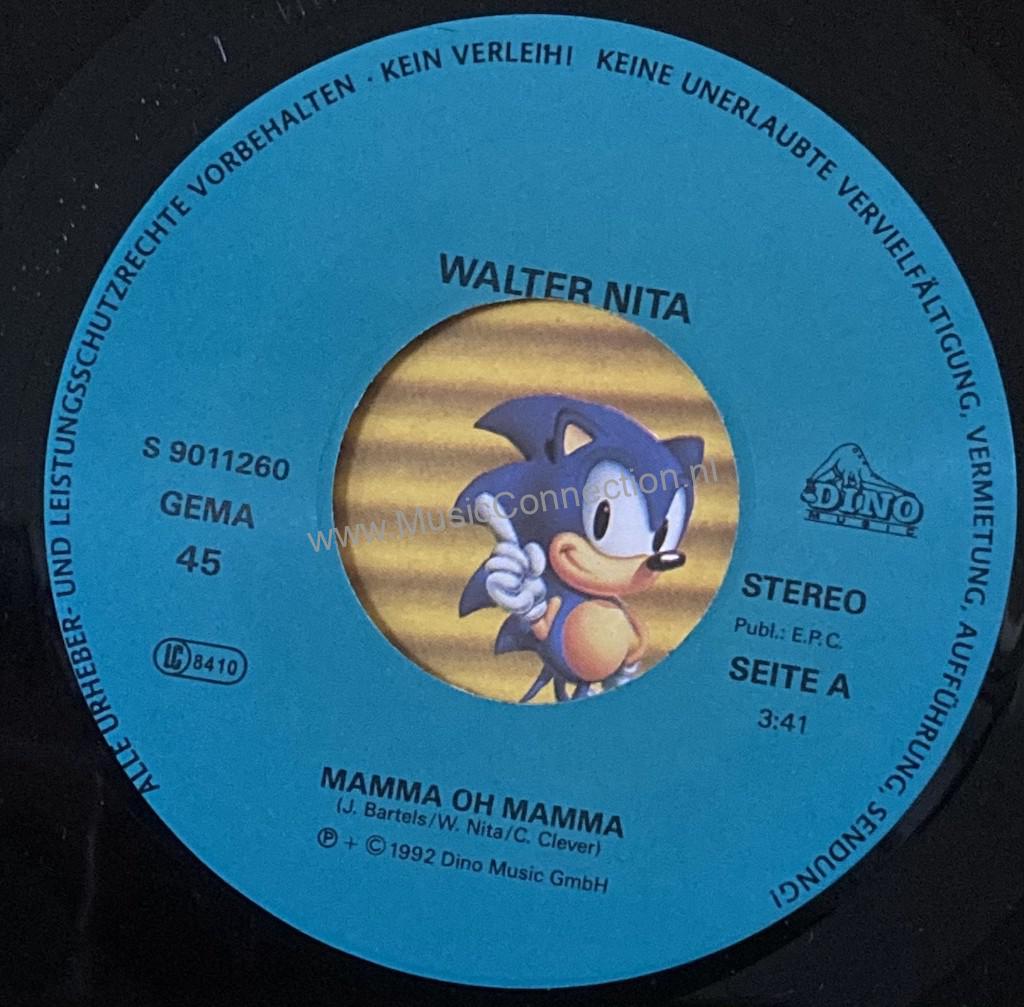 ALLE URHEBER- UND LEISTUNGSSCHUTZRECHTE VORBEHALTEN · KEIN VERLEIH! KEINE UNERLAUBTE VERVIELFÄLTIGUNG, VERMIETUNG, AUFFÜHRUNG, SENDUNG!
WALTER NITA
S 9011260
GEMA
45
LC 8410
www.MusicConnection.nl
DINO
MUSIC
STEREO
Publ.: E.P.C.
SEITE A
3:41
MAMMA OH MAMMA
(J. Bartels/W. Nita/C. Clever)
Ⓟ + © 1992 Dino Music GmbH